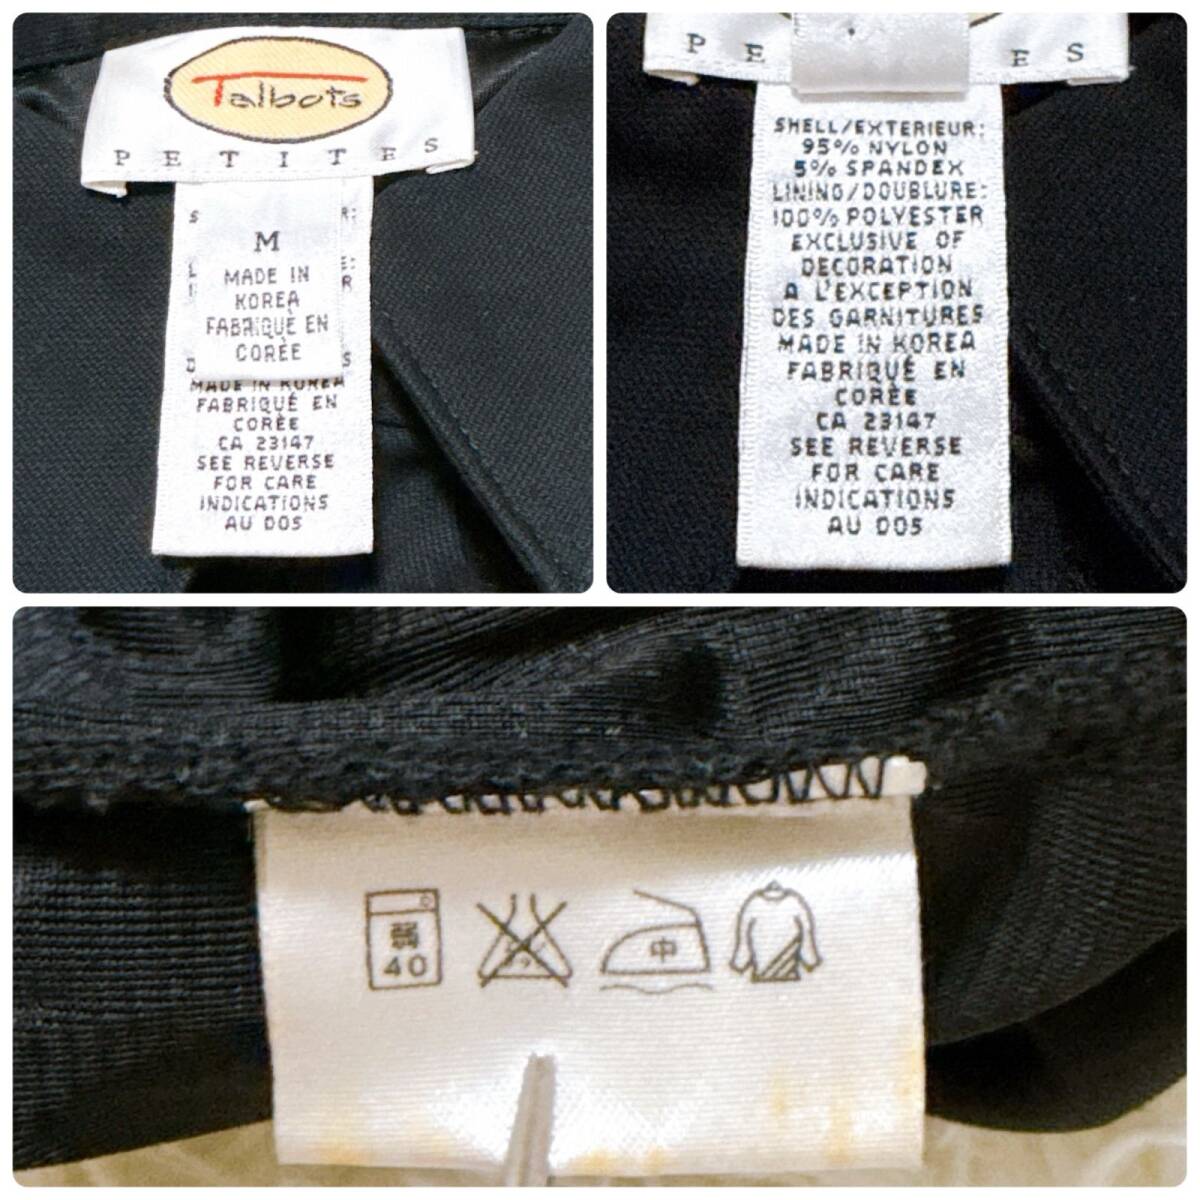 Talbots
PETITES
M
MADE IN
KOREA
FABRIQUÉ EN
CORÉE
MADE IN KOREA
FABRIQUÉ EN
CORÉE
CA 23147
SEE REVERSE
FOR CARE
INDICATIONS
AU DOS
PE ES
SHELL/EXTERIEUR:
95% NYLON
5% SPANDEX
LINING/DOUBLURE:
100% POLYESTER
EXCLUSIVE OF
DECORATION
A L'EXCEPTION
DES GARNITURES
MADE IN KOREA
FABRIQUÉ EN
CORÉE
CA 23147
SEE REVERSE
FOR CARE
INDICATIONS
AU DOS
弱
40
中